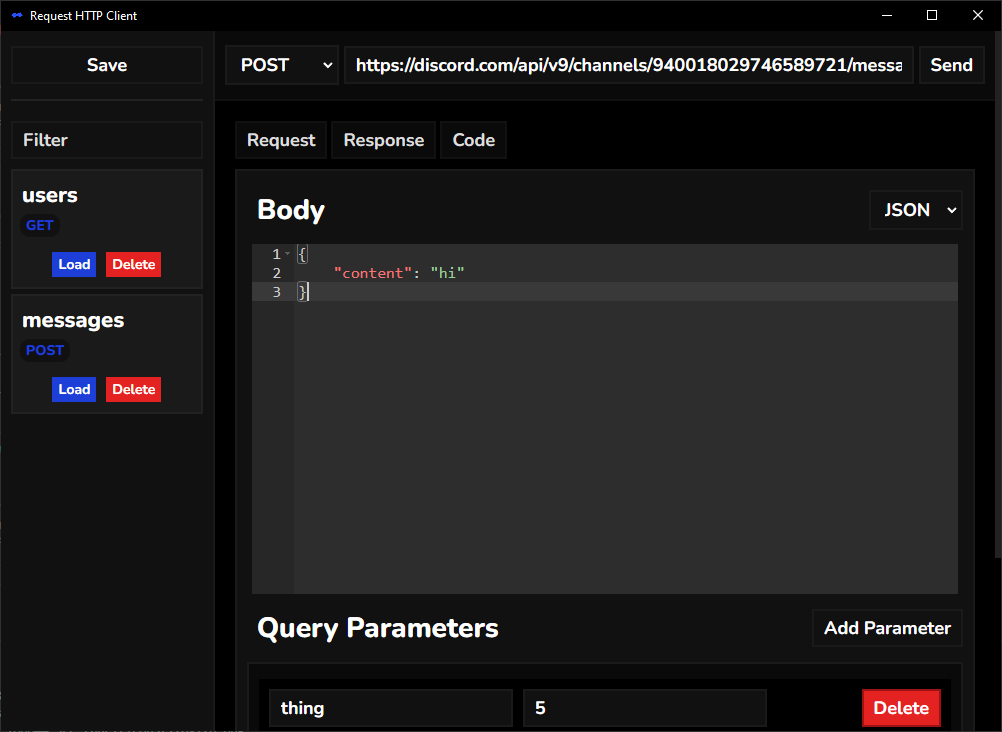 Request HTTP Client
Save
POST
https://discord.com/api/v9/channels/940018029746589721/messa
Send
Filter
users
GET
Load Delete
messages
POST
Load Delete
Request Response Code
Body
JSON
1 {
2 "content": "hi"
3 }
Query Parameters
Add Parameter
thing 5 Delete